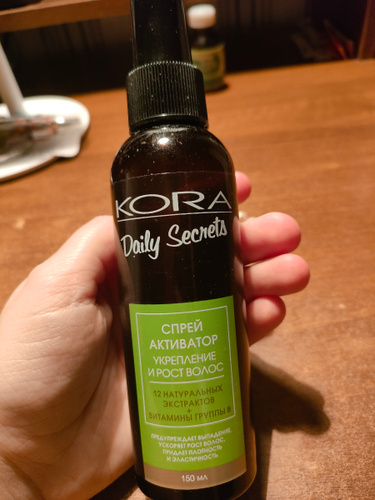 KORA
Daily Secrets
СПРЕЙ
АКТИВАТОР
УКРЕПЛЕНИЕ
И РОСТ ВОЛОС
12 НАТУРАЛЬНЫХ
ЭКСТРАКТОВ
+
ВИТАМИНЫ ГРУППЫ В
ПРЕДУПРЕЖДАЕТ ВЫПАДЕНИЕ,
УСКОРЯЕТ РОСТ ВОЛОС,
ПРИДАЕТ ПЛОТНОСТЬ
И ЭЛАСТИЧНОСТЬ
150 МЛ